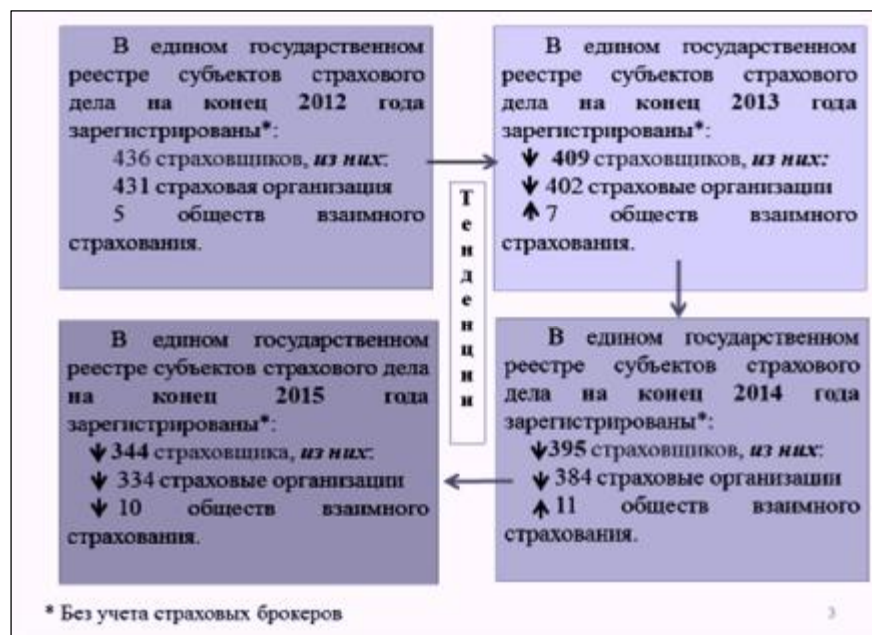 В едином государственном
реестре субъектов страхового
дела на конец 2012 года
зарегистрированы*:
436 страховщиков, из них:
431 страховая организация
5 обществ взаимного
страхования.
Тенденции
В едином государственном
реестре субъектов страхового
дела на конец 2013 года
зарегистрированы*:
↓ 409 страховщиков, из них:
↓ 402 страховые организации
↑ 7 обществ взаимного
страхования.
В едином государственном
реестре субъектов страхового
дела на конец 2014 года
зарегистрированы*:
↓395 страховщиков, из них:
↓ 384 страховые организации
↑ 11 обществ взаимного
страхования.
В едином государственном
реестре субъектов страхового дела
на конец 2015 года
зарегистрированы*:
↓ 344 страховщика, из них:
↓ 334 страховые организации
↓ 10 обществ взаимного
страхования.
* Без учета страховых брокеров
3